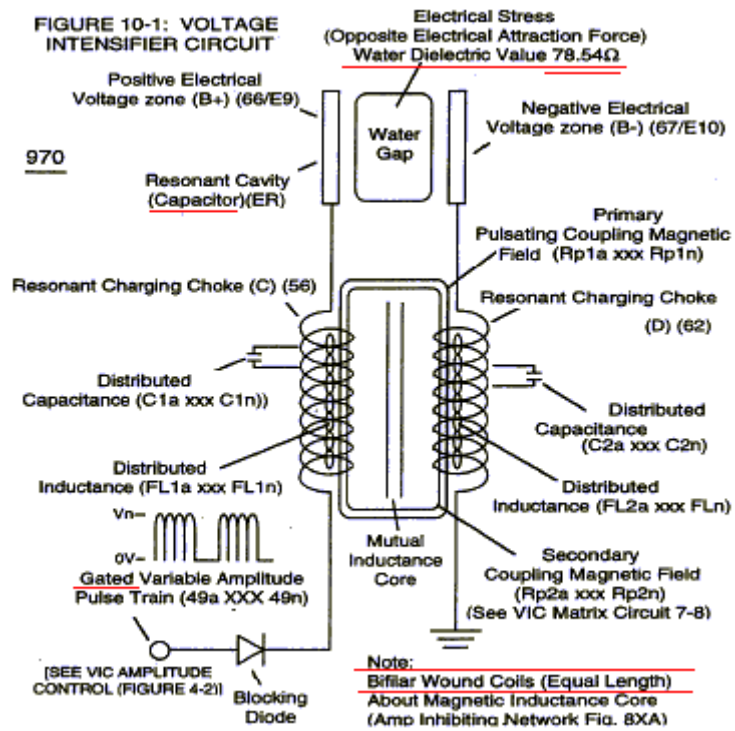 FIGURE 10-1: VOLTAGE
INTENSIFIER CIRCUIT
Electrical Stress
(Opposite Electrical Attraction Force)
Water Dielectric Value 78.54Ω
Positive Electrical
Voltage zone (B+) (66/E9)
Negative Electrical
Voltage zone (B-) (67/E10)
Water
Gap
970
Resonant Cavity
(Capacitor)(ER)
Primary
Pulsating Coupling Magnetic
Field (Rp1a xxx Rp1n)
Resonant Charging Choke (C) (56)
Resonant Charging Choke
(D) (62)
Distributed
Capacitance (C1a xxx C1n))
Distributed
Capacitance
(C2a xxx C2n)
Distributed
Inductance (FL1a xxx FL1n)
Distributed
Inductance (FL2a xxx FLn)
Vn-
0V-
Mutual
Inductance
Core
Gated Variable Amplitude
Pulse Train (49a XXX 49n)
Secondary
Coupling Magnetic Field
(Rp2a xxx Rp2n)
(See VIC Matrix Circuit 7-8)
[SEE VIC AMPLITUDE
CONTROL (FIGURE 4-2)]
Blocking
Diode
Note:
Bifilar Wound Coils (Equal Length)
About Magnetic Inductance Core
(Amp Inhibiting Network Fig. 8XA)